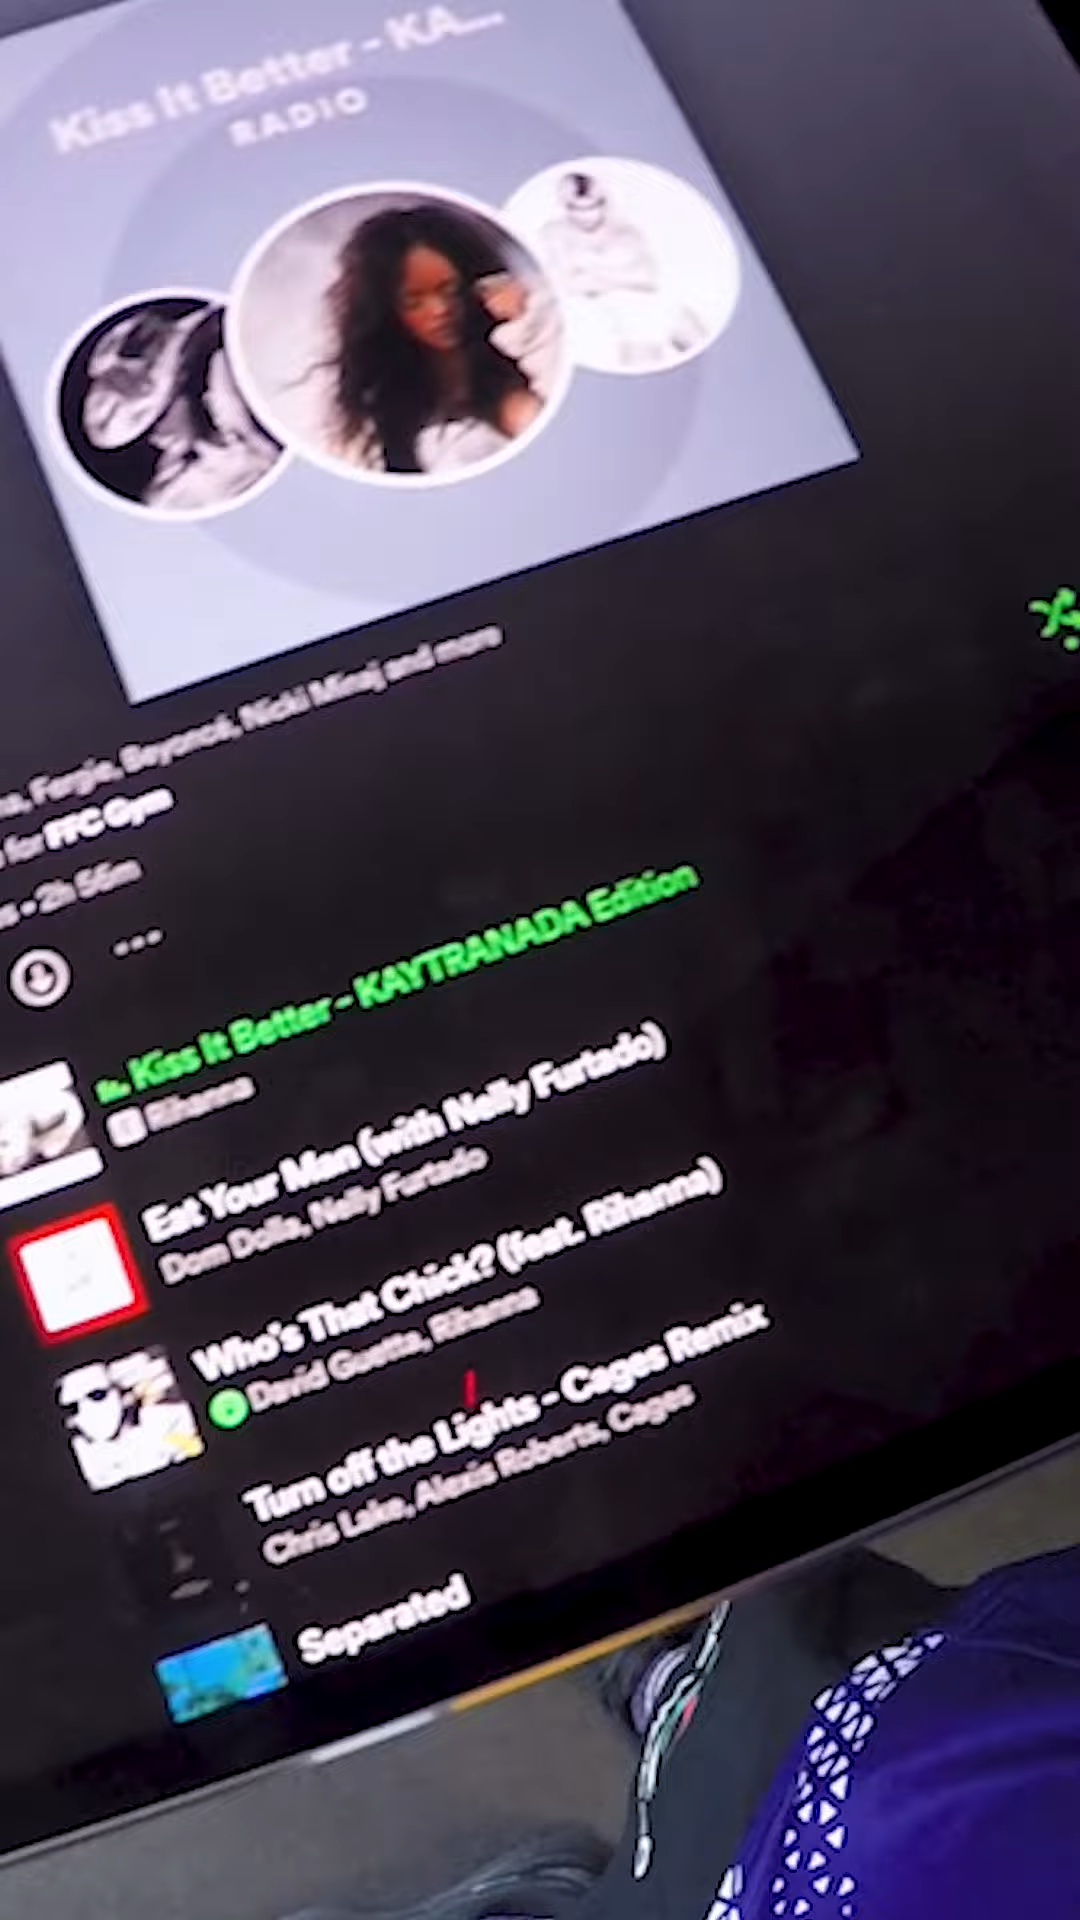 Kiss It Better - KA...
RADIO
Fergie, Beyoncé, Nicki Minaj and more
for FFC Gym
• 2h 56m
...
Kiss It Better - KAYTRANADA Edition
E Rihanna
Eat Your Man (with Nelly Furtado)
Dom Dolla, Nelly Furtado
Who's That Chick? (feat. Rihanna)
David Guetta, Rihanna
Turn off the Lights - Cages Remix
Chris Lake, Alexis Roberts, Cages
Separated